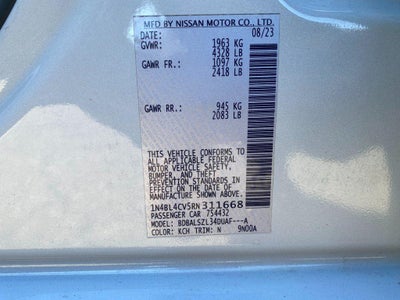 MFD BY NISSAN MOTOR CO., LTD.
DATE: 08/23
GVWR: 1963 KG
4328 LB
GAWR FR.: 1097 KG
2418 LB
GAWR RR.: 945 KG
2083 LB
THIS VEHICLE CONFORMS TO
ALL APPLICABLE FEDERAL
MOTOR VEHICLE SAFETY,
BUMPER, AND THEFT
PREVENTION STANDARDS IN
EFFECT ON THE DATE OF
MANUFACTURE SHOWN ABOVE.
1N4BL4CV5RN311668
PASSENGER CAR 754432
MODEL: BDBALSZL34DUAF---A
COLOR: KCH TRIM: N 9N00A